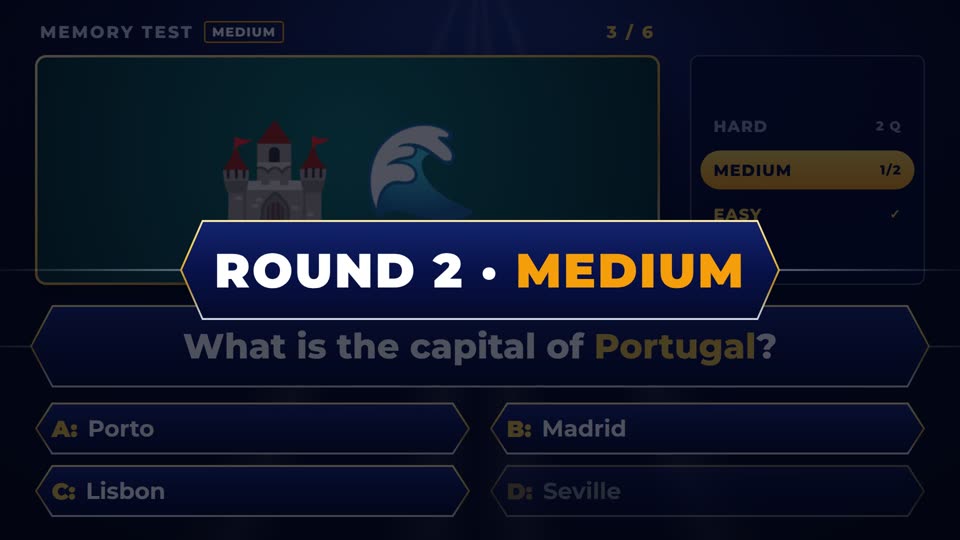 MEMORY TEST MEDIUM 3 / 6
HARD 2 Q
MEDIUM 1/2
EASY ✓
ROUND 2 • MEDIUM
What is the capital of Portugal?
A: Porto
B: Madrid
C: Lisbon
D: Seville